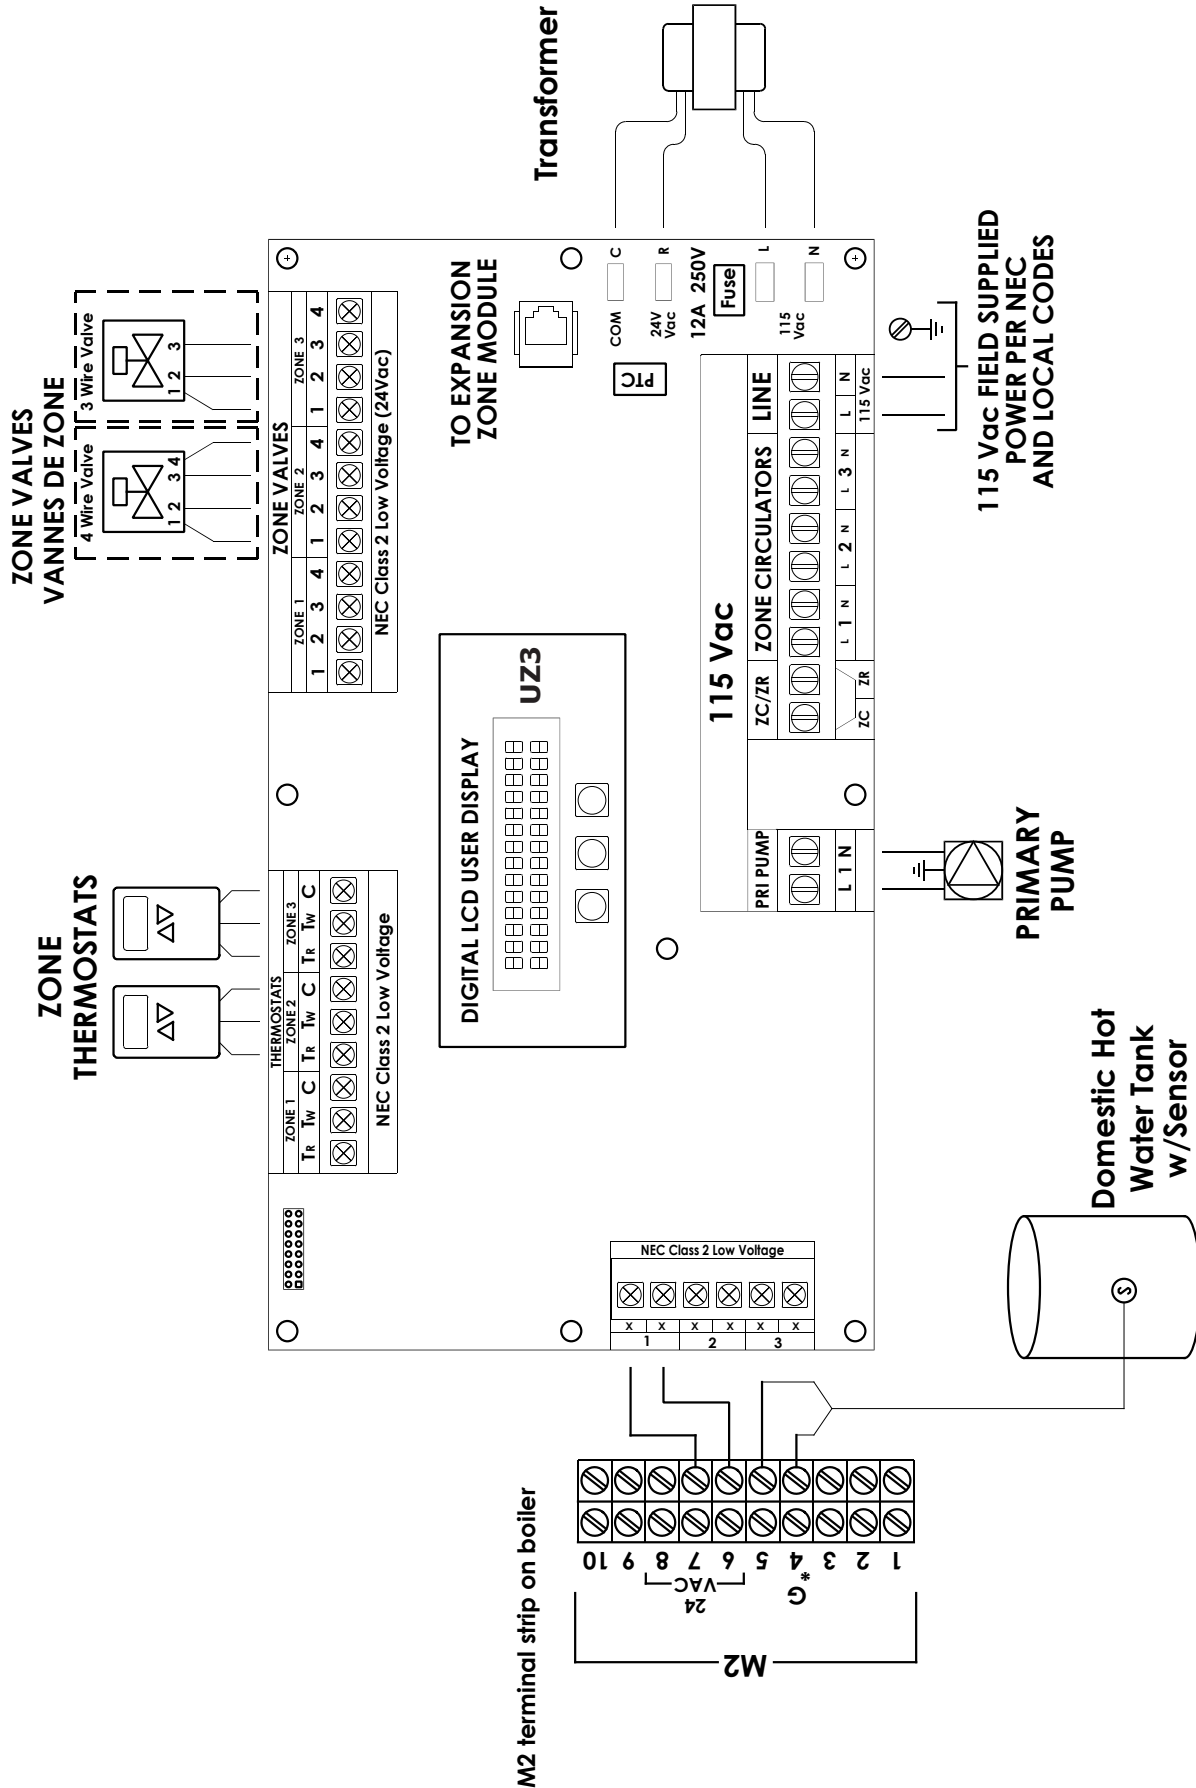 ZONE VALVES
VANNES DE ZONE
4 Wire Valve
3 Wire Valve
1 2 3 4
1 2 3
ZONE
THERMOSTATS
THERMOSTATS
ZONE 1 ZONE 2 ZONE 3
TR TW C TR TW C TR TW C
NEC Class 2 Low Voltage
ZONE VALVES
ZONE 1 ZONE 2 ZONE 3
1 2 3 4 1 2 3 4 1 2 3 4
NEC Class 2 Low Voltage (24Vac)
DIGITAL LCD USER DISPLAY
UZ3
TO EXPANSION
ZONE MODULE
Transformer
PTC
COM C
24V
Vac R
12A 250V
Fuse
115
Vac
L
N
115 Vac
PRI PUMP
ZC/ZR
ZONE CIRCULATORS
LINE
L 1 N
ZC ZR
L 1 N L 2 N L 3 N
L N
115 Vac
PRIMARY
PUMP
115 Vac FIELD SUPPLIED
POWER PER NEC
AND LOCAL CODES
NEC Class 2 Low Voltage
x x x x x x
1 2 3
M2 terminal strip on boiler
10 9 8 7 6 5 4 3 2 1
24
VAC
G*
M2
Domestic Hot
Water Tank
w/Sensor
S